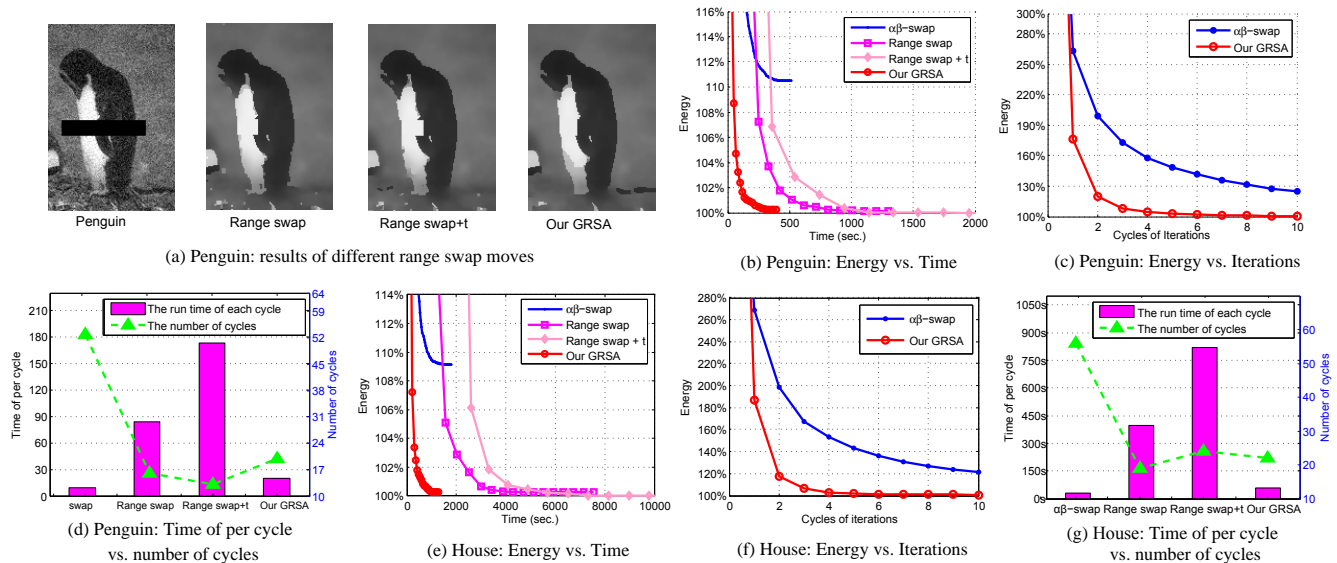 Penguin
Range swap
Range swap+t
Our GRSA
(a) Penguin: results of different range swap moves
116%
114%
112%
110
108%
106%
104%
102%
100%
Energy
0
500
1000
1500
2000
Time (sec.)
αβ−swap
Range swap
Range swap + t
Our GRSA
(b) Penguin: Energy vs. Time
300%
280%
250%
220%
190%
160%
130%
100%
Energy
0
2
4
6
8
10
Cycles of Iterations
αβ−swap
Our GRSA
(c) Penguin: Energy vs. Iterations
210
180
150
120
90
60
30
0
Time of per cycle
64
59
52
45
38
31
24
17
10
Number of cycles
The run time of each cycle
The number of cycles
swap
Range swap
Range swap+t
Our GRSA
(d) Penguin: Time of per cycle
vs. number of cycles
114%
112%
110%
108%
106%
104%
102%
100%
Energy
0
2000
4000
6000
8000
10000
Time (sec.)
αβ−swap
Range swap
Range swap + t
Our GRSA
(e) House: Energy vs. Time
280%
260%
240%
220%
200%
180%
160%
140%
120%
100%
Energy
0
2
4
6
8
10
Cycles of iterations
αβ−swap
Our GRSA
(f) House: Energy vs. Iterations
1050s
900s
750s
600s
450s
300s
150s
0s
Time of per cycle
60
50
40
30
20
10
Number of cycles
The run time of each cycle
The number of cycles
αβ−swap
Range swap
Range swap+t
Our GRSA
(g) House: Time of per cycle
vs. number of cycles